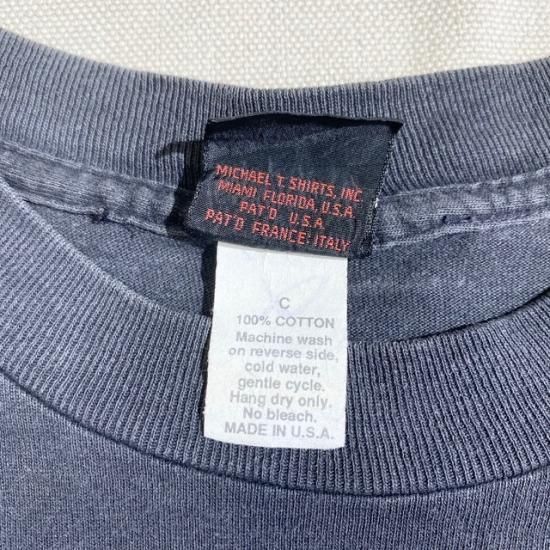 MICHAEL T. SHIRTS, INC.
MIAMI FLORIDA, U.S.A.
PAT'D U.S.A.
PAT'D FRANCE: ITALY
C
100% COTTON
Machine wash
on reverse side,
cold water,
gentle cycle.
Hang dry only.
No bleach.
MADE IN U.S.A.